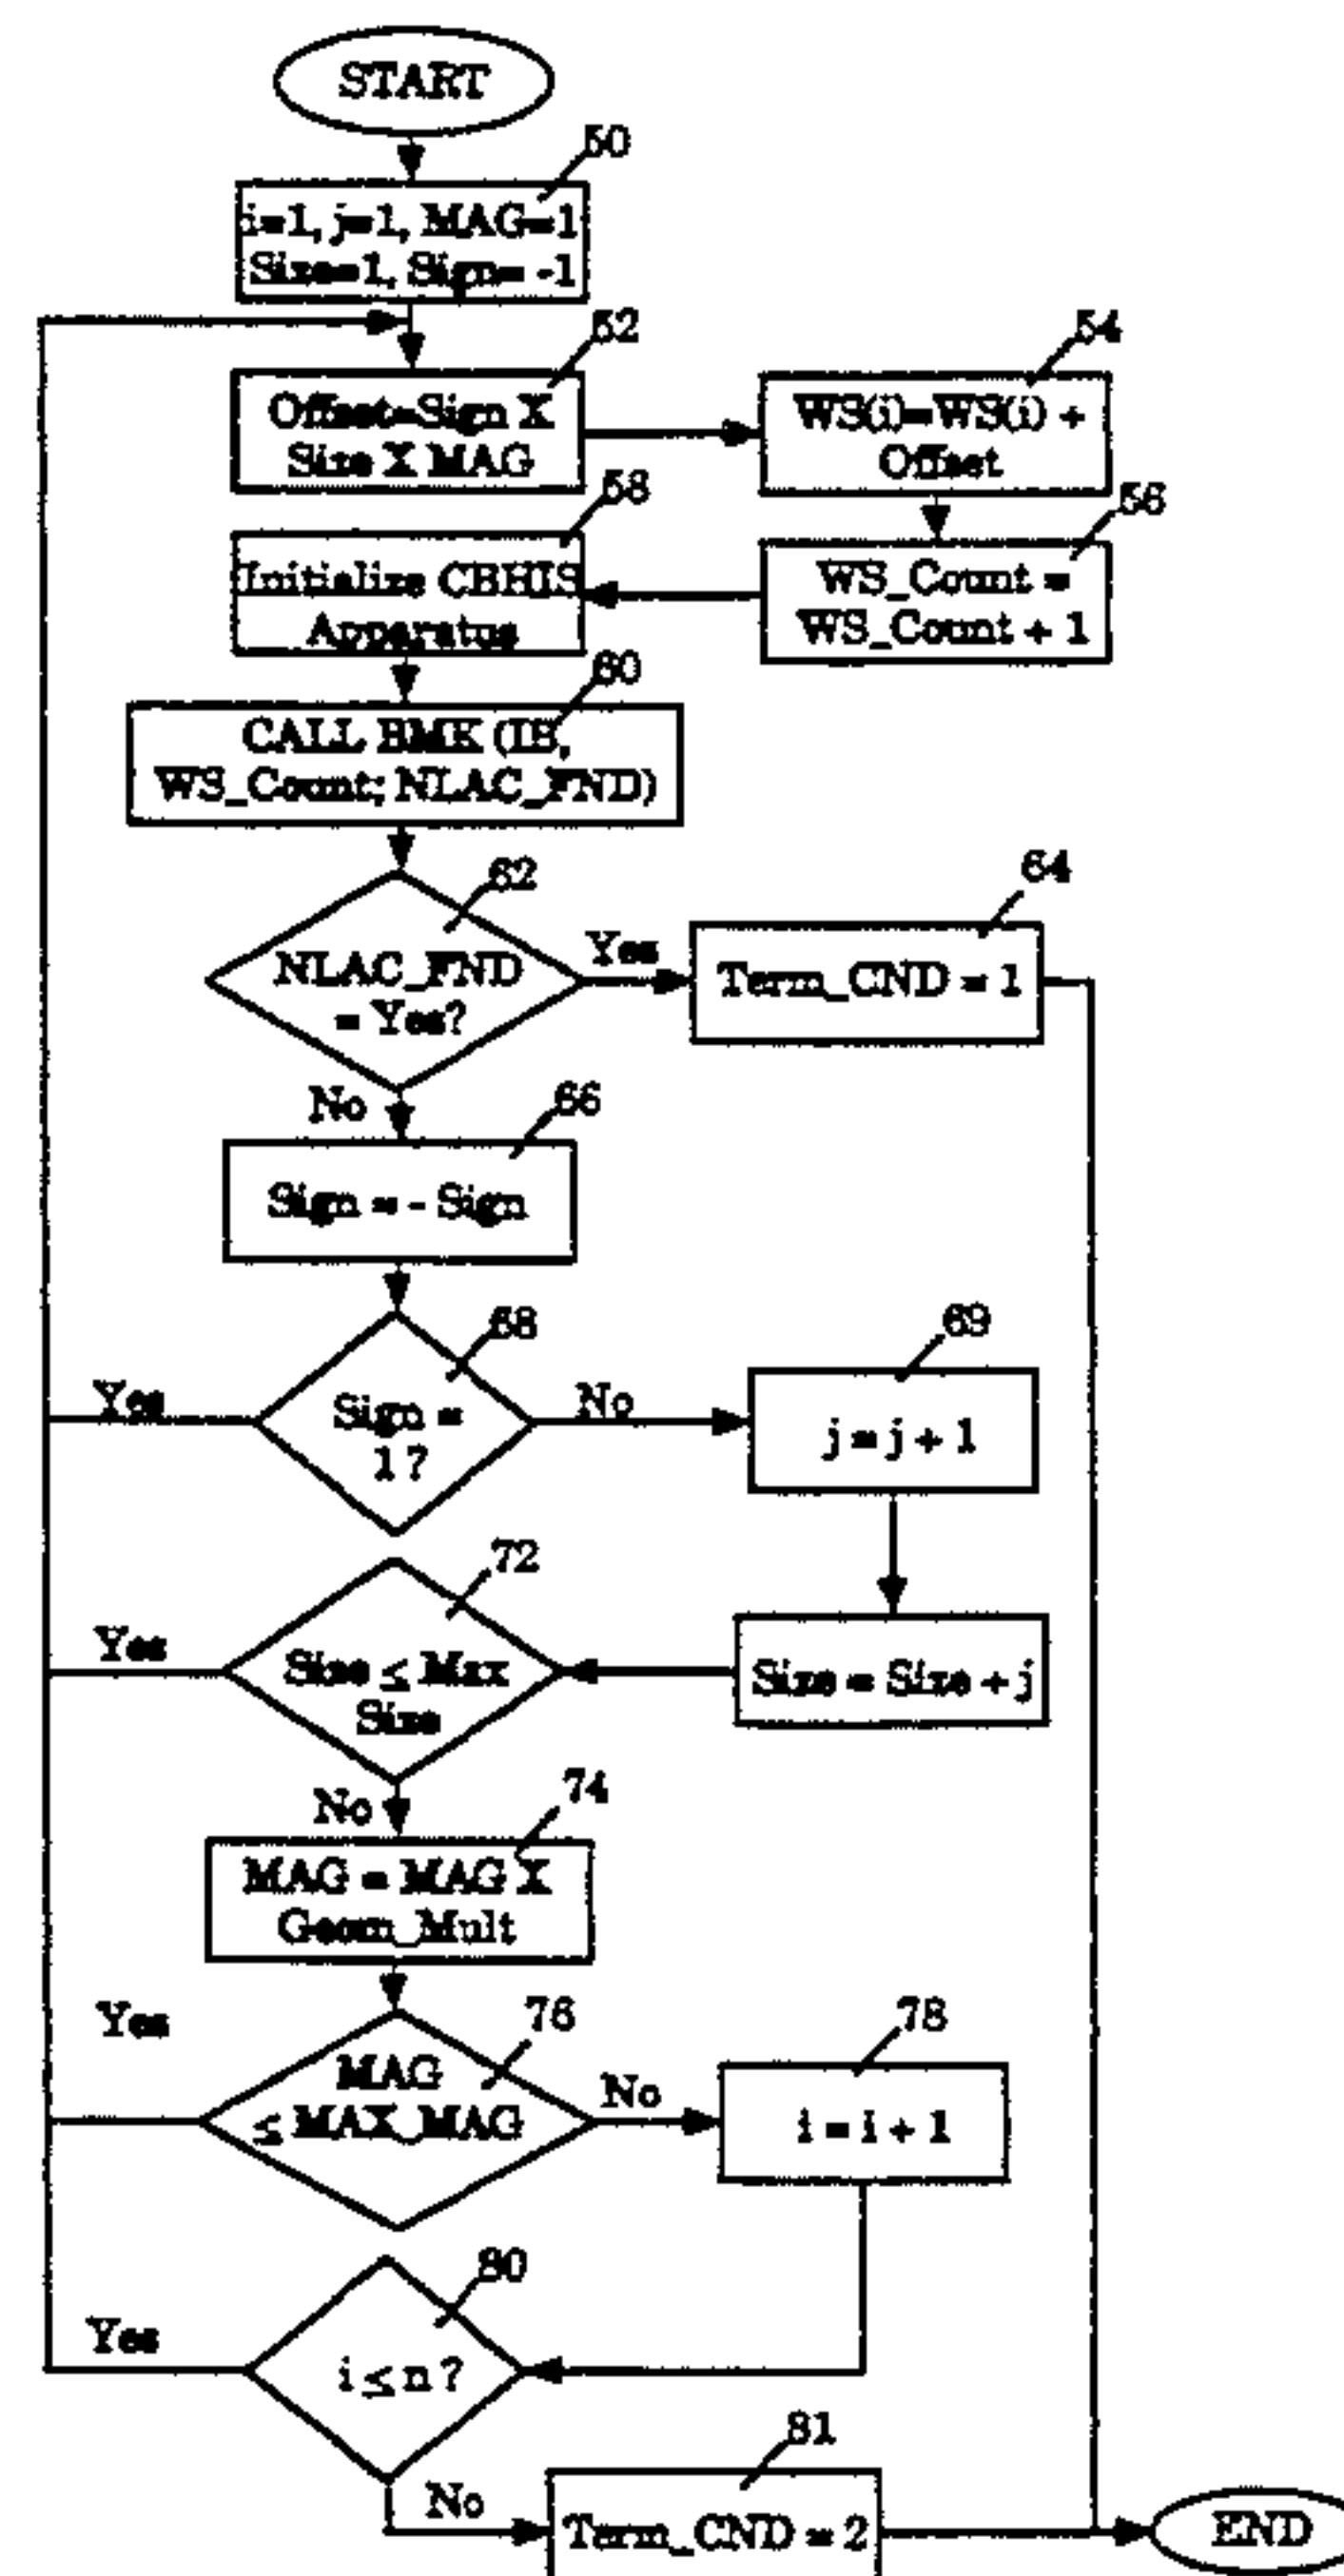 START
50
i=1, j=1, MAG=1
Size=1, Sign= -1
52
Offset=Sign X
Size X MAG
54
WS(i)=WS(i) +
Offset
56
WS_Count =
WS_Count + 1
58
Initialize CBHIS
Apparatus
60
CALL BMK (IB,
WS_Count; NLAC_FND)
62
NLAC_FND
= Yes?
Yes
64
Term_CND = 1
No
66
Sign = - Sign
68
Sign =
1?
Yes
No
69
j = j + 1
Size = Size + j
72
Size ≤ Max
Size
Yes
No
74
MAG = MAG X
Geom_Mult
76
MAG
≤ MAX_MAG
Yes
No
78
i = i + 1
80
i ≤ n?
Yes
No
81
Term_CND = 2
END